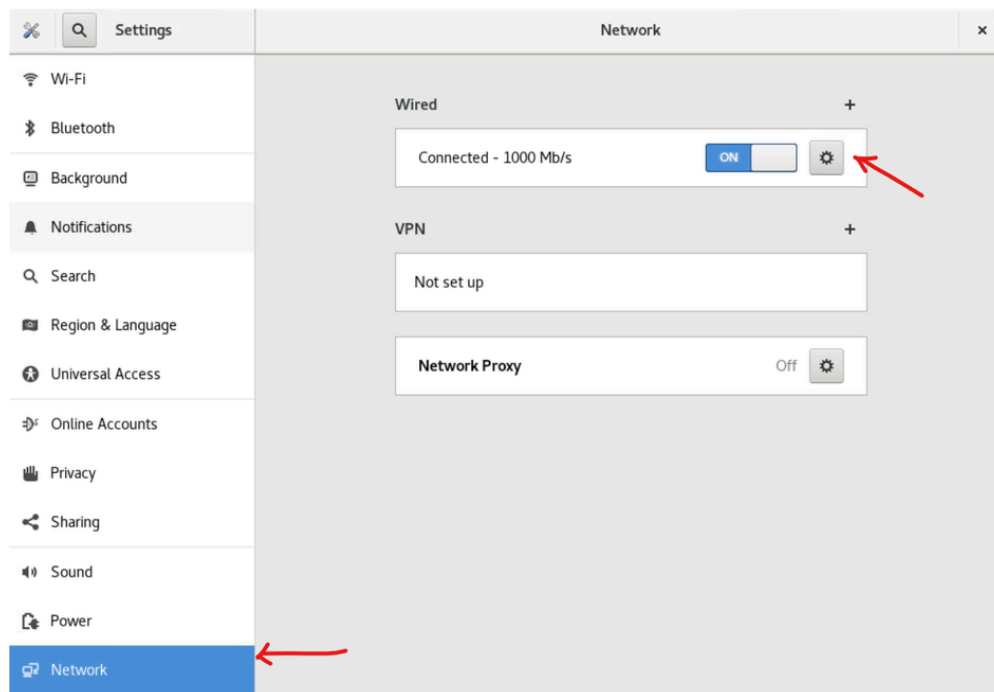 Settings
Network
Wi-Fi
Bluetooth
Background
Notifications
Search
Region & Language
Universal Access
Online Accounts
Privacy
Sharing
Sound
Power
Network
Wired
Connected - 1000 Mb/s ON
VPN
Not set up
Network Proxy Off